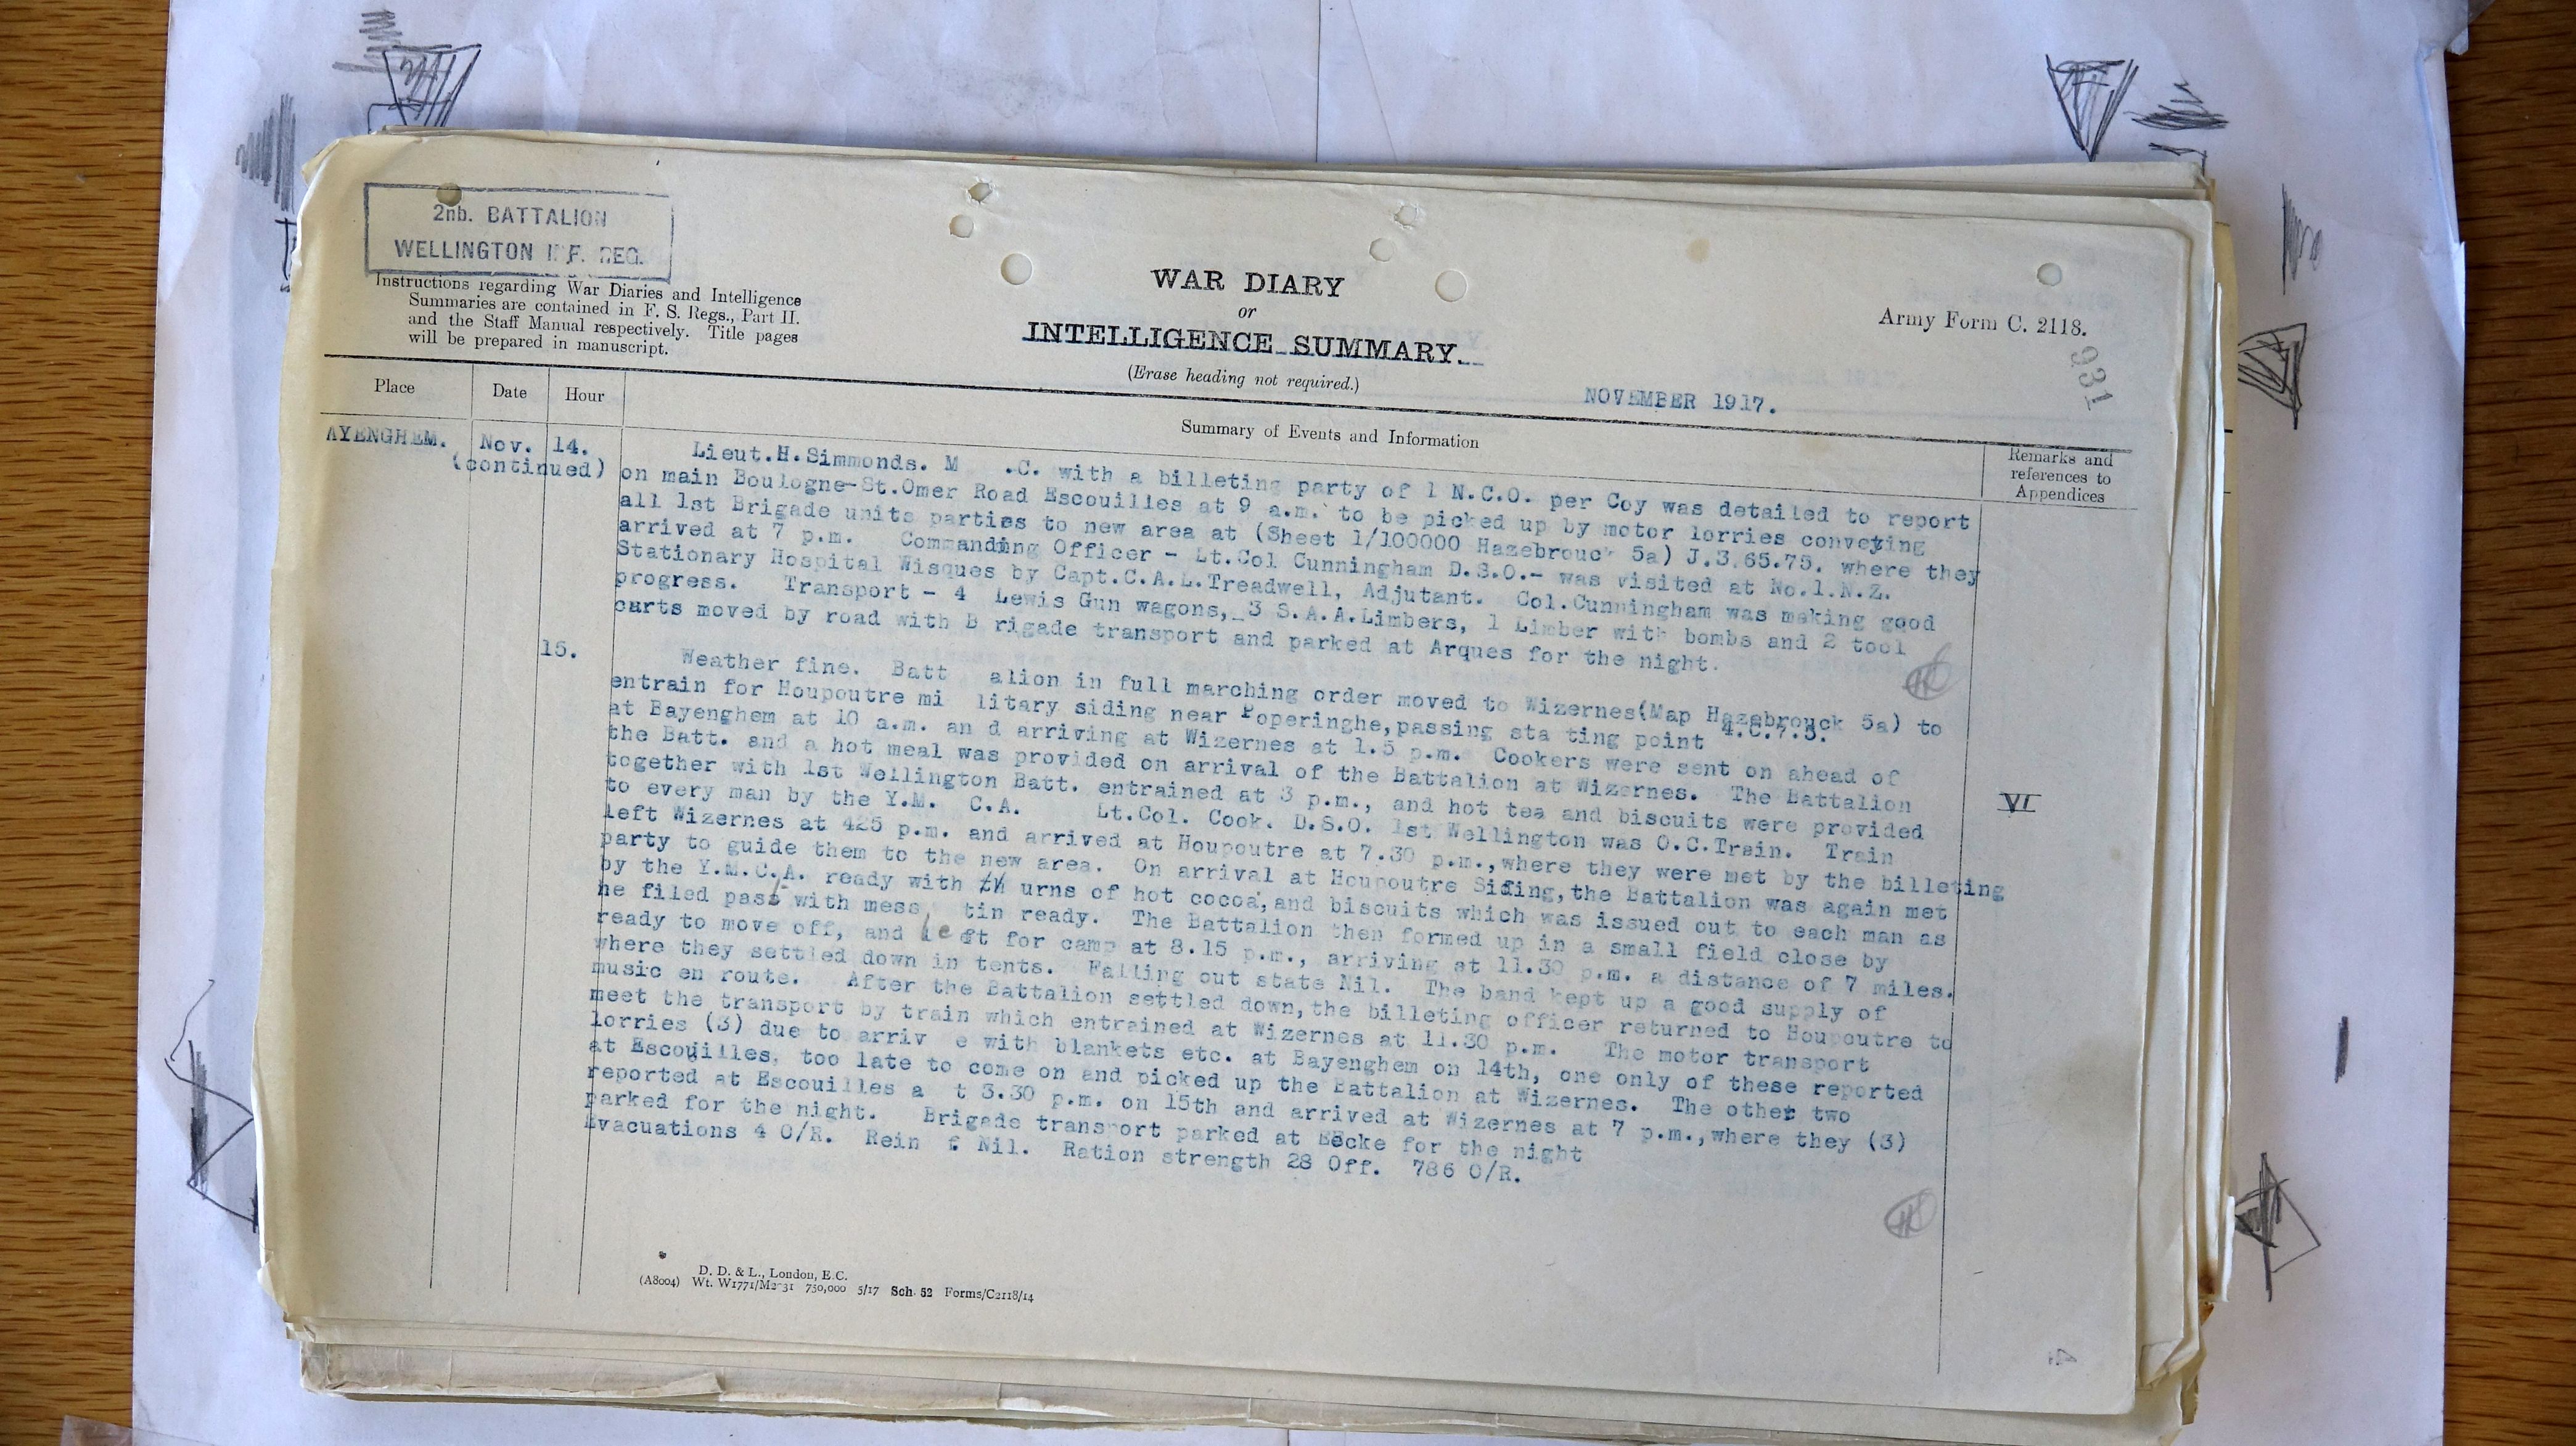 2nb. BATTALION
WELLINGTON INF. REG.
Instructions regarding War Diaries and Intelligence
Summaries are contained in F. S. Regs., Part II.
and the Staff Manual respectively. Title pages
will be prepared in manuscript.
WAR DIARY
or
INTELLIGENCE SUMMARY.
(Erase heading not required.)
Army Form C. 2118.
931
NOVEMBER 1917.
Place Date Hour Summary of Events and Information Remarks and references to Appendices
AYENGHEM. Nov. 14.
(continued)
Lieut.H.Simmonds. M .C. with a billeting party of 1 N.C.O. per Coy was detailed to report
on main Boulogne-St.Omer Road Escouilles at 9 a.m. to be picked up by motor lorries conveying
all 1st Brigade units parties to new area at (Sheet 1/100000 Hazebrouck 5a) J.3.65.75. where they
arrived at 7 p.m. Commanding Officer - Lt.Col Cunningham D.S.O.- was visited at No.1.N.Z.
Stationary Hospital Wisques by Capt.C.A.L.Treadwell, Adjutant. Col.Cunningham was making good
progress. Transport - 4 Lewis Gun wagons, 3 S.A.A.Limbers, 1 Limber with bombs and 2 tool
carts moved by road with B rigade transport and parked at Arques for the night.
15.
Weather fine. Batt alion in full marching order moved to Wizernes(Map Hazebrouck 5a) to
entrain for Houpoutre mi litary siding near Poperinghe,passing sta ting point 4.C.7.5.
at Bayenghem at 10 a.m. an d arriving at Wizernes at 1.5 p.m. Cookers were sent on ahead of
the Batt. and a hot meal was provided on arrival of the Battalion at Wizernes. The Battalion
together with 1st Wellington Batt. entrained at 3 p.m., and hot tea and biscuits were provided
to every man by the Y.M. C.A. Lt.Col. Cook. D.S.O. 1st Wellington was O.C.Train. Train
left Wizernes at 425 p.m. and arrived at Houpoutre at 7.30 p.m.,where they were met by the billeting
party to guide them to the new area. On arrival at Houpoutre Siding,the Battalion was again met
by the Y.M.C.A. ready with urns of hot cocoa,and biscuits which was issued out to each man as
he filed past with mess tin ready. The Battalion then formed up in a small field close by
ready to move off, and left for camp at 8.15 p.m., arriving at 11.30 p.m. a distance of 7 miles.
where they settled down in tents. Falling out state Nil. The band kept up a good supply of
music en route. After the Battalion settled down,the billeting officer returned to Houpoutre to
meet the transport by train which entrained at Wizernes at 11.30 p.m. The motor transport
lorries (3) due to arriv e with blankets etc. at Bayenghem on 14th, one only of these reported
at Escouilles, too late to come on and picked up the Battalion at Wizernes. The other two
reported at Escouilles a t 3.30 p.m. on 15th and arrived at Wizernes at 7 p.m.,where they (3)
parked for the night. Brigade transport parked at EEcke for the night
Evacuations 4 O/R. Rein f. Nil. Ration strength 28 Off. 786 O/R.
VI
D. D. & L., London, E.C.
(A8004) Wt. W1771/M2-31 750,000 5/17 Sch. 52 Forms/C2118/14
4